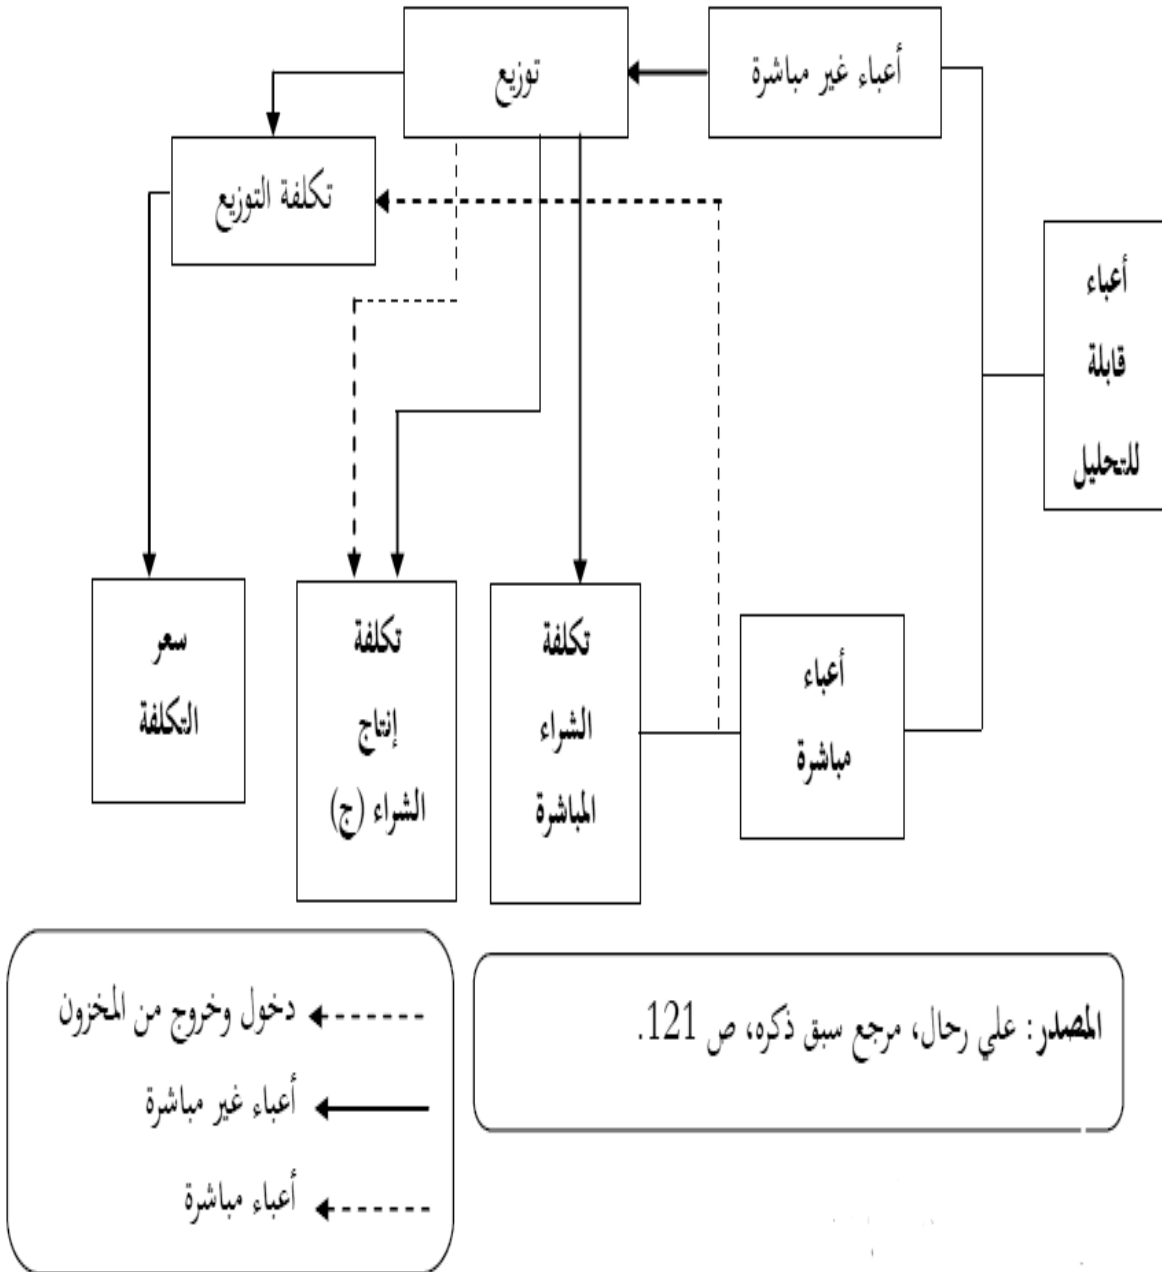 أعباء غير مباشرة
توزيع
تكلفة التوزيع
أعباء
قابلة
للتحليل
أعباء
مباشرة
تكلفة
الشراء
المباشرة
تكلفة
إنتاج
الشراء (ج)
سعر
التكلفة
المصدر: علي رحال، مرجع سبق ذكره، ص 121.
دخول وخروج من المخزون
أعباء غير مباشرة
أعباء مباشرة